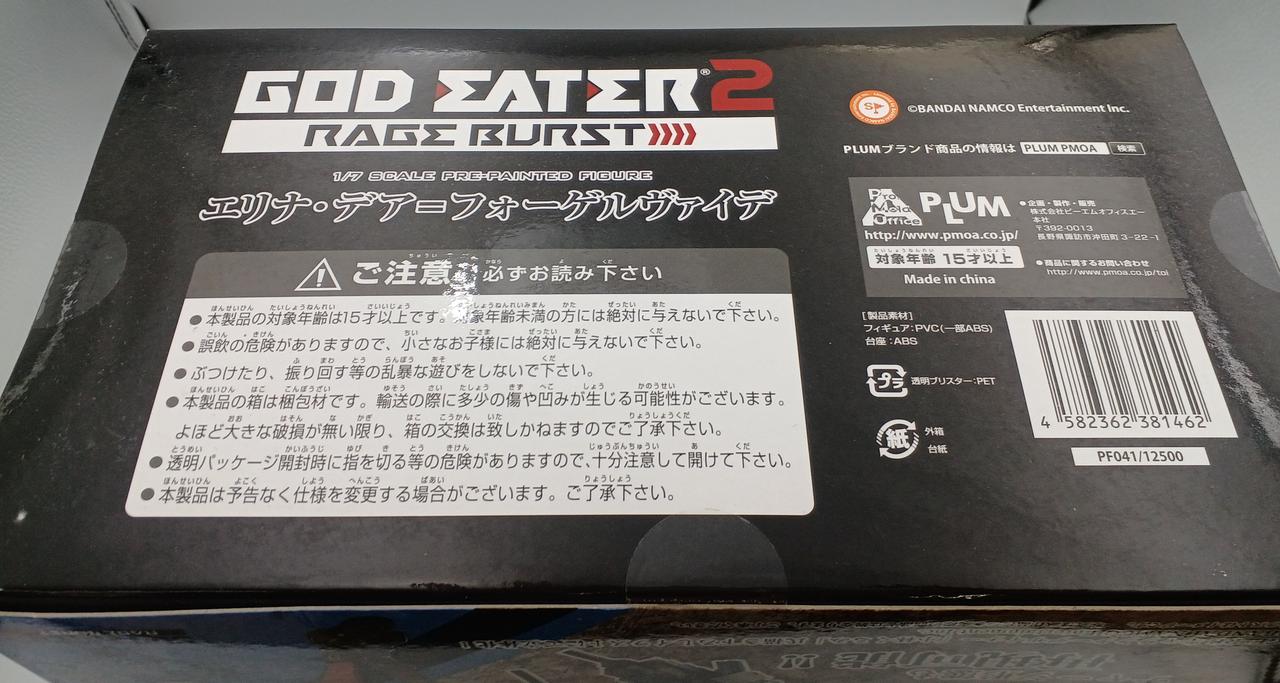 GOD EATER® 2
RAGE BURST
1/7 SCALE PRE-PAINTED FIGURE
エリナ・デア＝フォーゲルヴァイデ
ご注意 必ずお読み下さい
●本製品の対象年齢は15才以上です。対象年齢未満の方には絶対に与えないで下さい。
●誤飲の危険がありますので、小さなお子様には絶対に与えないで下さい。
●ぶつけたり、振り回す等の乱暴な遊びをしないで下さい。
●本製品の箱は梱包材です。輸送の際に多少の傷や凹みが生じる可能性がございます。
よほど大きな破損が無い限り、箱の交換は致しかねますのでご了承下さい。
●透明パッケージ開封時に指を切る等の危険がありますので、十分注意して開けて下さい。
●本製品は予告なく仕様を変更する場合がございます。ご了承下さい。
©BANDAI NAMCO Entertainment Inc.
PLUMブランド商品の情報は PLUM PMOA 検索
Pro Mold Office PLUM
http://www.pmoa.co.jp/
対象年齢 15才以上
Made in china
●企画・製作・販売
株式会社ピーエムオフィスエー
本社
〒392-0013
長野県諏訪市沖田町 3-22-1
●商品に関するお問い合わせ
http://www.pmoa.co.jp/toi
[製品素材]
フィギュア：PVC(一部ABS)
台座：ABS
プラ 透明ブリスター：PET
紙 外箱
台紙
4 582362 381462
PF041/12500